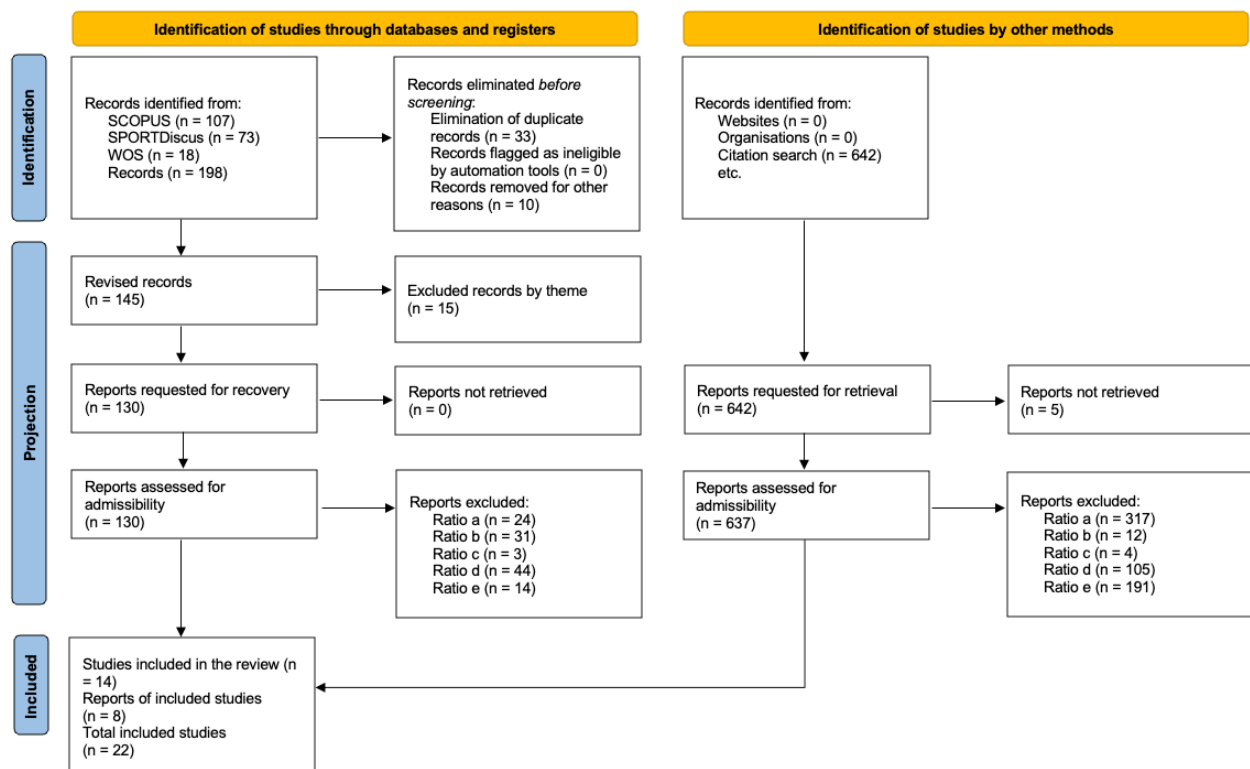 Identification of studies through databases and registers
Identification of studies by other methods
Identification
Records identified from:
SCOPUS (n = 107)
SPORTDiscus (n = 73)
WOS (n = 18)
Records (n = 198)
Records eliminated before
screening:
Elimination of duplicate
records (n = 33)
Records flagged as ineligible
by automation tools (n = 0)
Records removed for other
reasons (n = 10)
Records identified from:
Websites (n = 0)
Organisations (n = 0)
Citation search (n = 642)
etc.
Projection
Revised records
(n = 145)
Excluded records by theme
(n = 15)
Reports requested for recovery
(n = 130)
Reports not retrieved
(n = 0)
Reports requested for retrieval
(n = 642)
Reports not retrieved
(n = 5)
Reports assessed for
admissibility
(n = 130)
Reports excluded:
Ratio a (n = 24)
Ratio b (n = 31)
Ratio c (n = 3)
Ratio d (n = 44)
Ratio e (n = 14)
Reports assessed for
admissibility
(n = 637)
Reports excluded:
Ratio a (n = 317)
Ratio b (n = 12)
Ratio c (n = 4)
Ratio d (n = 105)
Ratio e (n = 191)
Included
Studies included in the review (n
= 14)
Reports of included studies
(n = 8)
Total included studies
(n = 22)